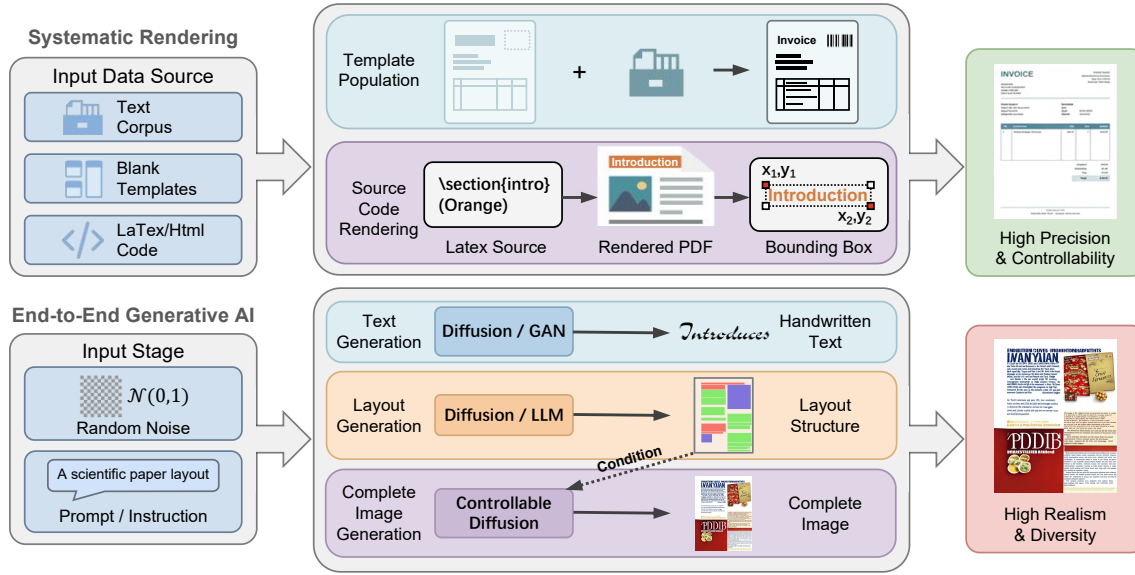 Systematic Rendering
Input Data Source
Text
Corpus
Blank
Templates
LaTex/Html
Code
Template
Population
+
Invoice
Source
Code
Rendering
\section{intro}
(Orange)
Latex Source
Introduction
Rendered PDF
x1,y1
Introduction
x2,y2
Bounding Box
INVOICE
High Precision
& Controllability
End-to-End Generative AI
Input Stage
𝒩(0,1)
Random Noise
A scientific paper layout
Prompt / Instruction
Text
Generation
Diffusion / GAN
Introduces
Handwritten
Text
Layout
Generation
Diffusion / LLM
Layout
Structure
Condition
Complete
Image
Generation
Controllable
Diffusion
PDDIB
Complete
Image
PDDIB
High Realism
& Diversity